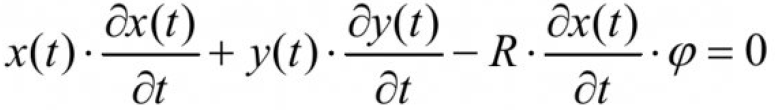 x(t)·∂x(t)/∂t + y(t)·∂y(t)/∂t − R·∂x(t)/∂t·φ = 0